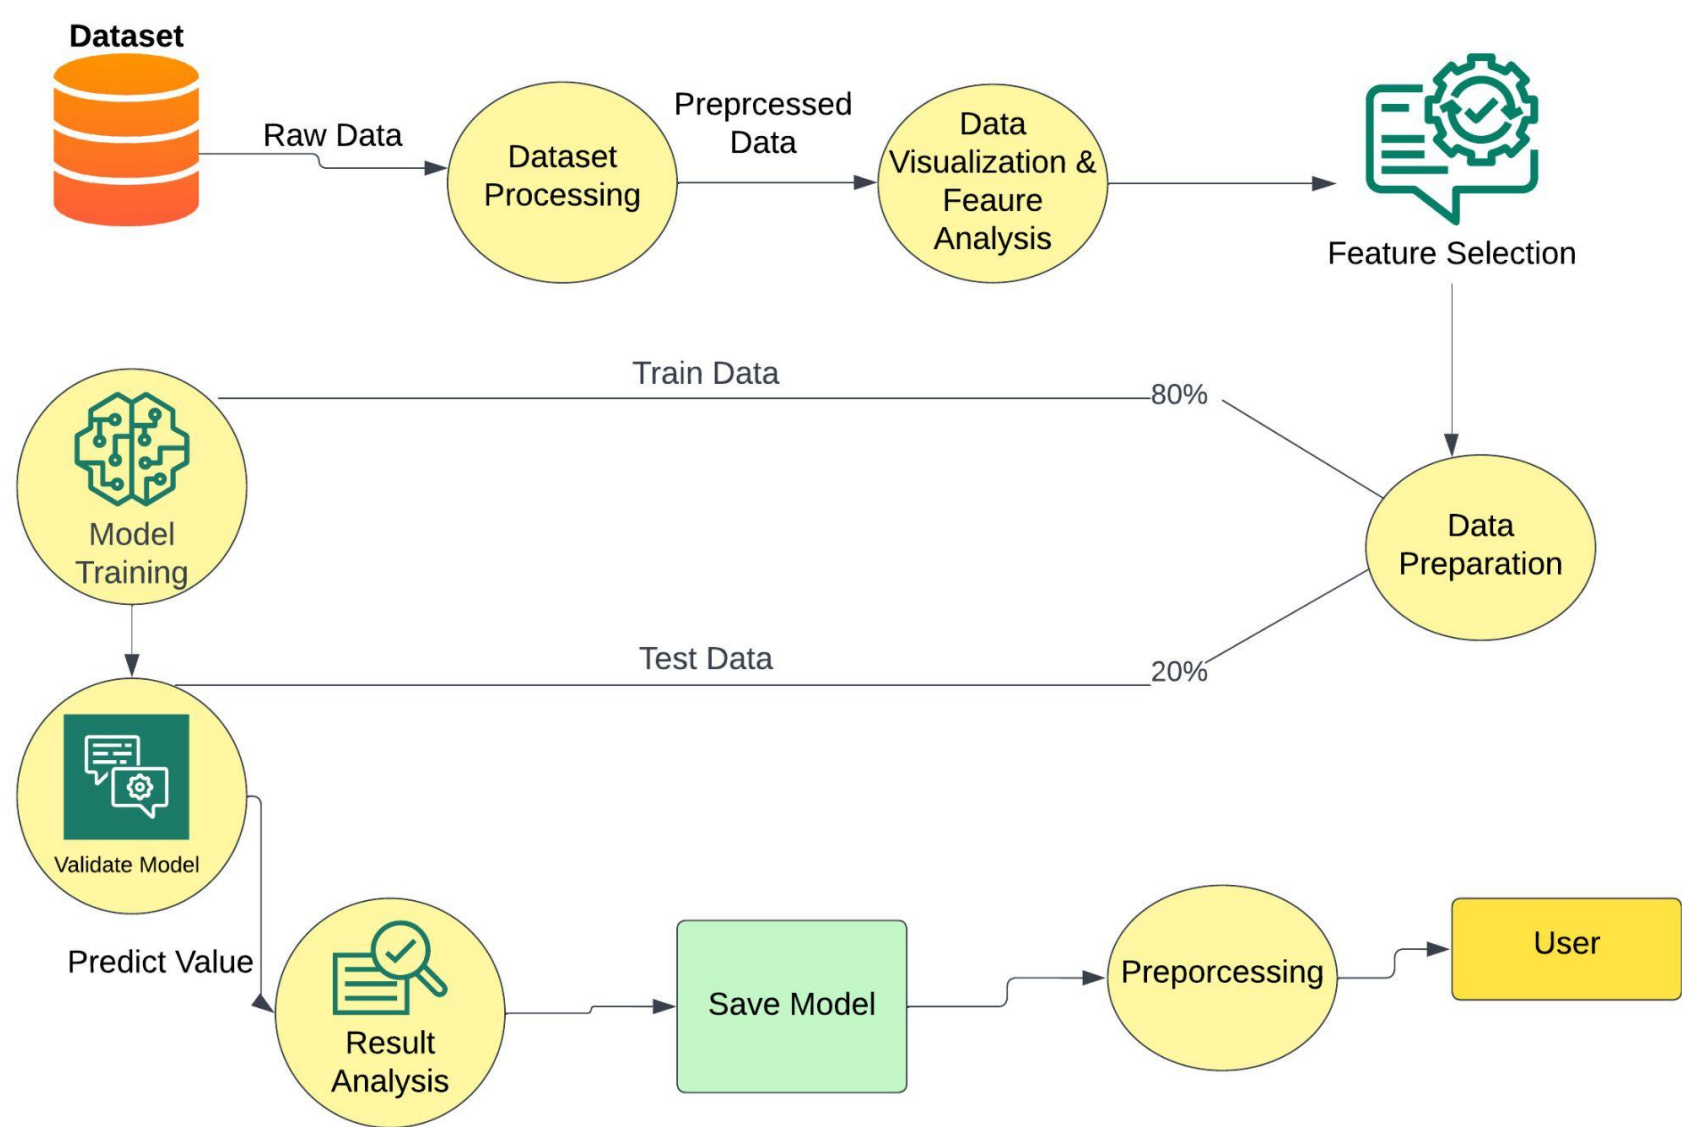 Dataset
Raw Data
Dataset
Processing
Preprcessed
Data
Data
Visualization &
Feaure
Analysis
Feature Selection
Train Data
80%
Model
Training
Data
Preparation
Test Data
20%
Validate Model
Predict Value
Result
Analysis
Save Model
Preporcessing
User